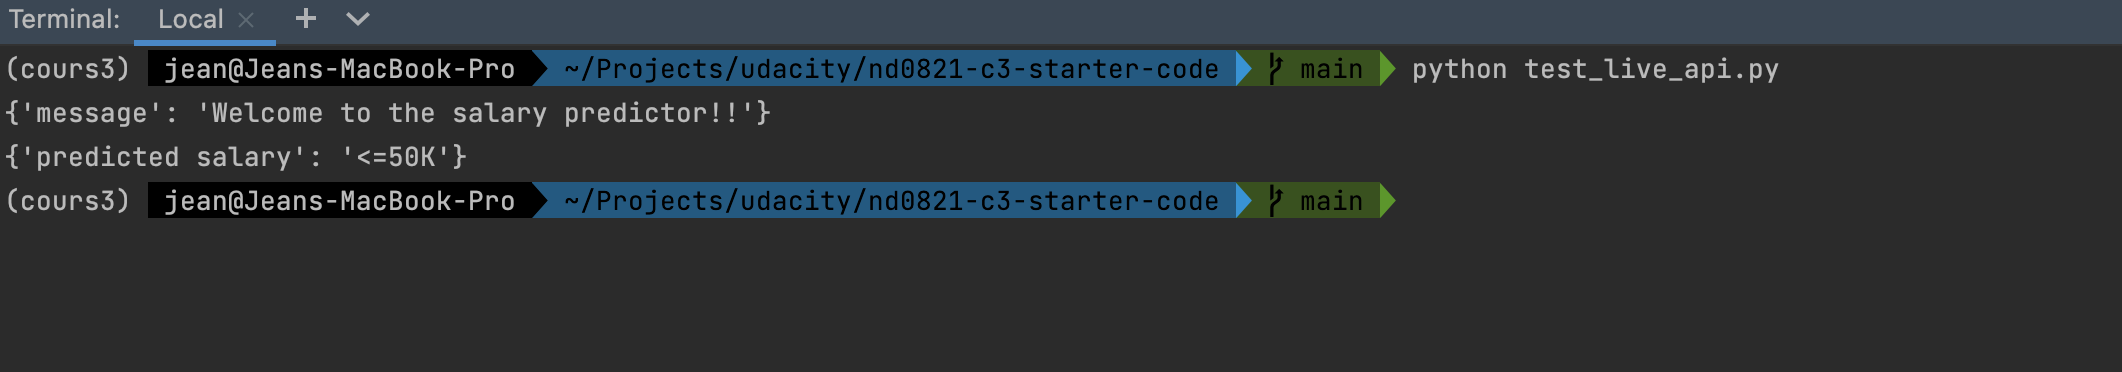 Terminal: Local × + 
(cours3) jean@Jeans-MacBook-Pro ~/Projects/udacity/nd0821-c3-starter-code main python test_live_api.py
{'message': 'Welcome to the salary predictor!!'}
{'predicted salary': '<=50K'}
(cours3) jean@Jeans-MacBook-Pro ~/Projects/udacity/nd0821-c3-starter-code main